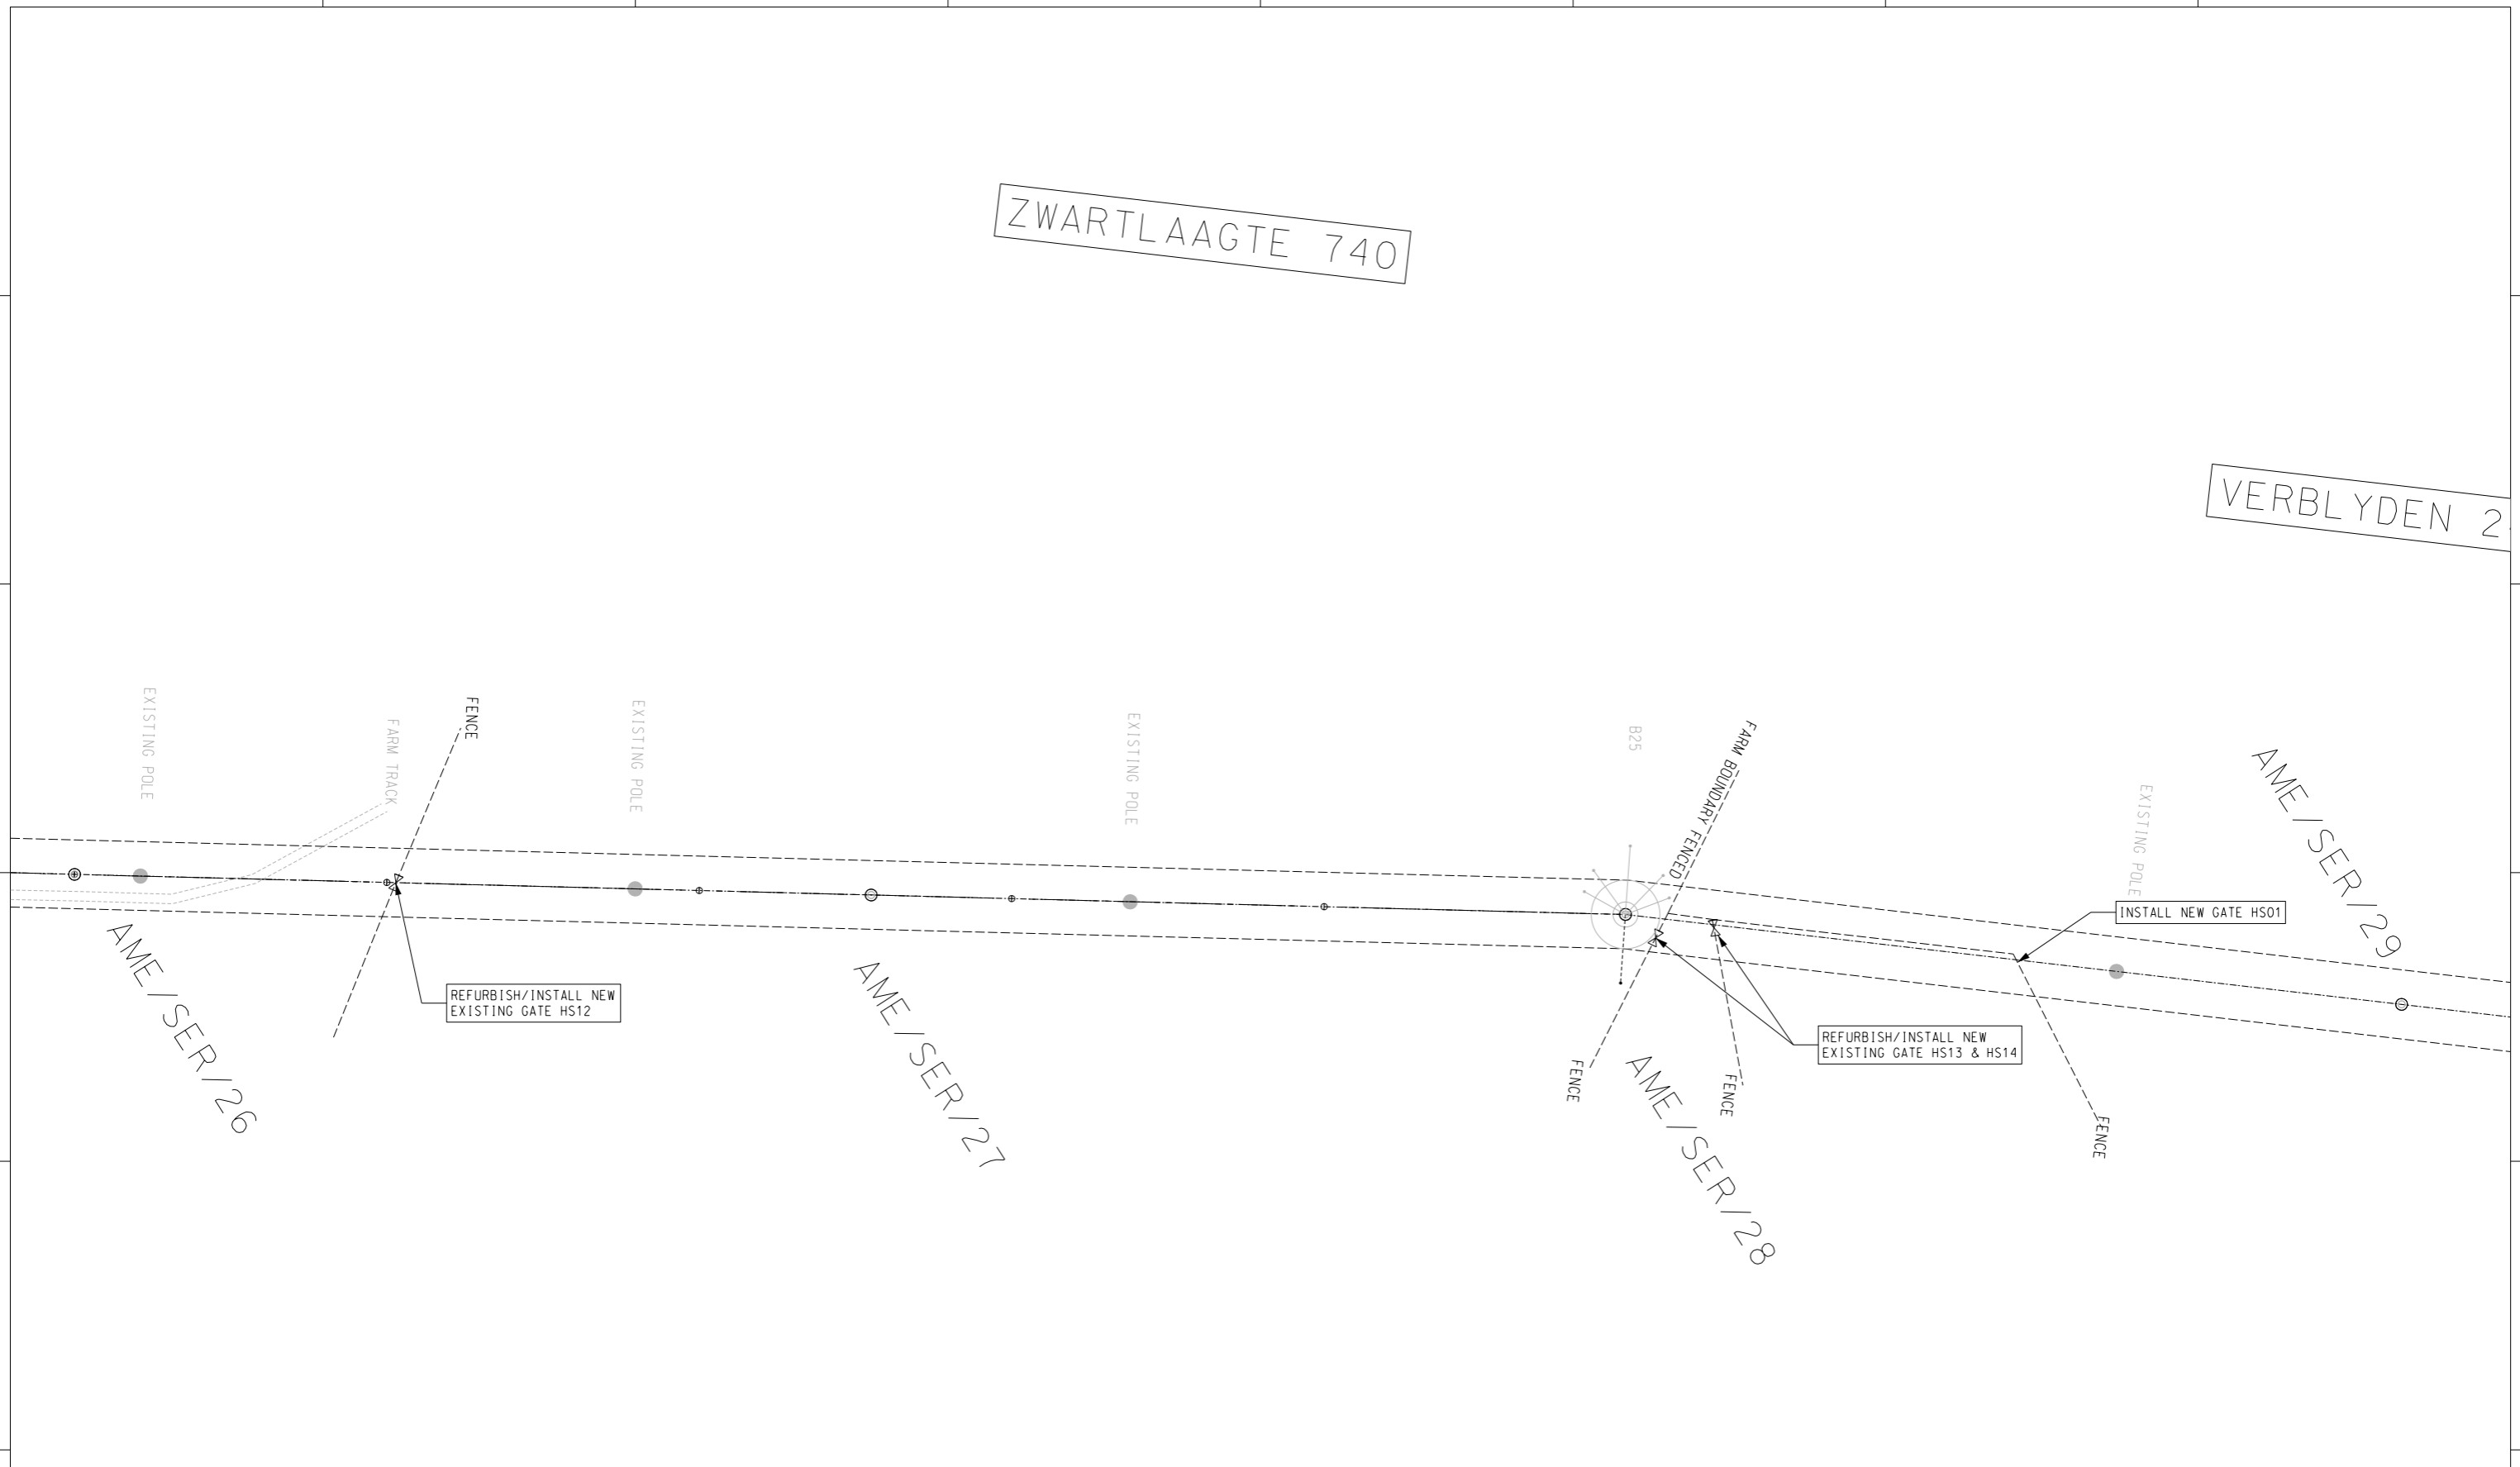 ZWARTLAAGTE 740
VERBLYDEN 2
EXISTING POLE
FARM TRACK
FENCE
EXISTING POLE
EXISTING POLE
B25
FARM BOUNDARY FENCED
EXISTING POLE
AME/SER/29
INSTALL NEW GATE HS01
AME/SER/26
REFURBISH/INSTALL NEW
EXISTING GATE HS12
AME/SER/27
FENCE
AME/SER/28
FENCE
REFURBISH/INSTALL NEW
EXISTING GATE HS13 & HS14
FENCE